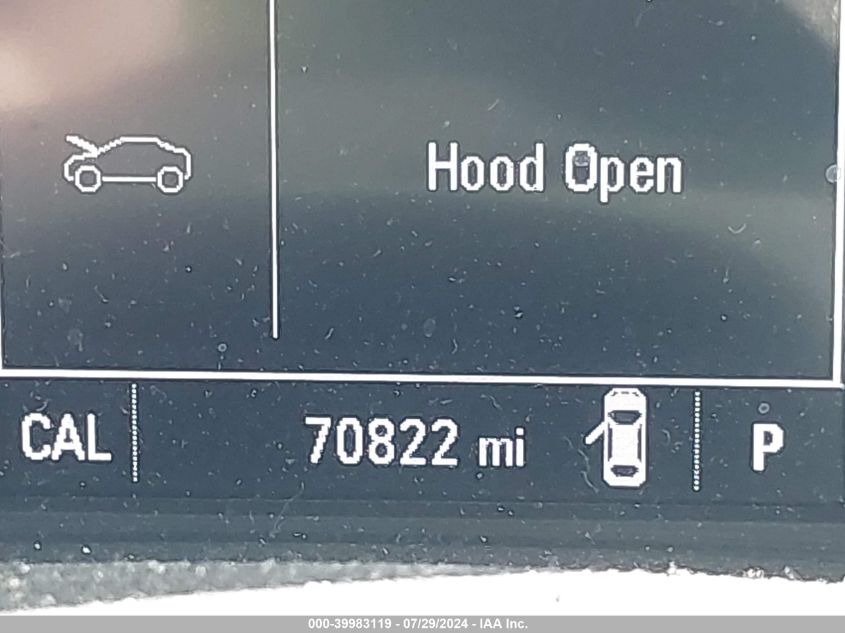 Hood Open
CAL 70822 mi P
000-39983119 - 07/29/2024 - IAA Inc.